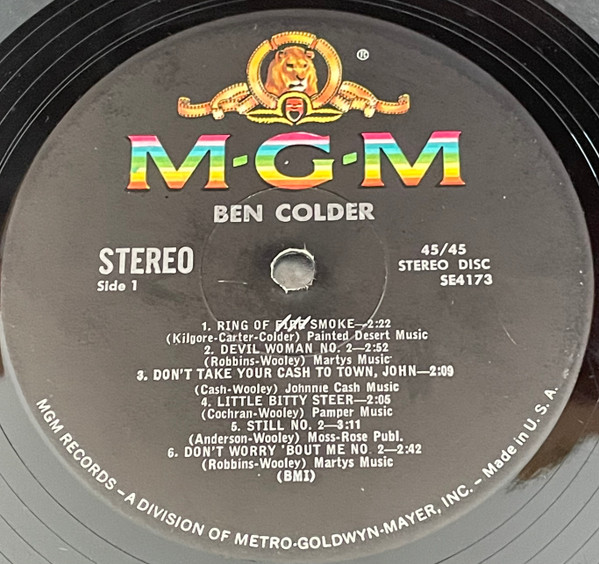 ®
M-G-M
BEN COLDER
STEREO
Side 1
45/45
STEREO DISC
SE4173
1. RING OF FIRE SMOKE—2:22
(Kilgore-Carter-Colder) Painted Desert Music
2. DEVIL WOMAN NO. 2—2:52
(Robbins-Wooley) Martys Music
3. DON'T TAKE YOUR CASH TO TOWN, JOHN—2:09
(Cash-Wooley) Johnnie Cash Music
4. LITTLE BITTY STEER—2:05
(Cochran-Wooley) Pamper Music
5. STILL NO. 2—3:11
(Anderson-Wooley) Moss-Rose Publ.
6. DON'T WORRY 'BOUT ME NO. 2—2:42
(Robbins-Wooley) Martys Music
(BMI)
MGM RECORDS – A DIVISION OF METRO-GOLDWYN-MAYER, INC. – Made in U. S. A.